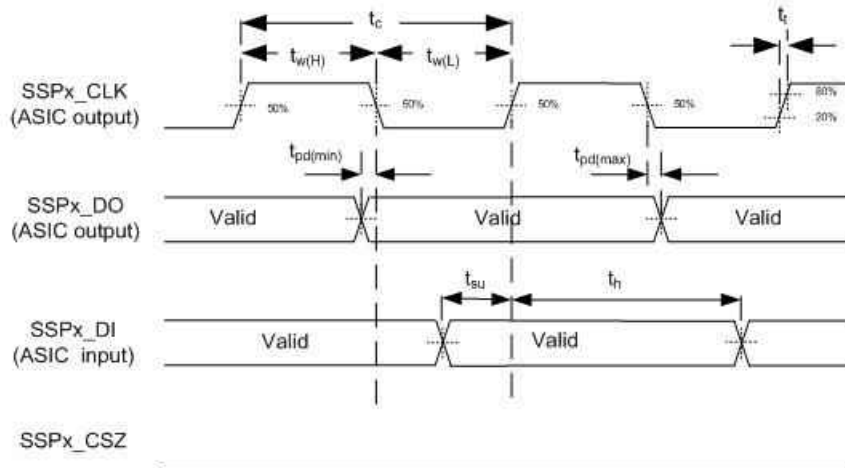 t_c
t_t
t_w(H)
t_w(L)
SSPx_CLK
(ASIC output)
50%
50%
50%
50%
80%
20%
t_pd(min)
t_pd(max)
SSPx_DO
(ASIC output)
Valid
Valid
Valid
t_su
t_h
SSPx_DI
(ASIC input)
Valid
Valid
SSPx_CSZ